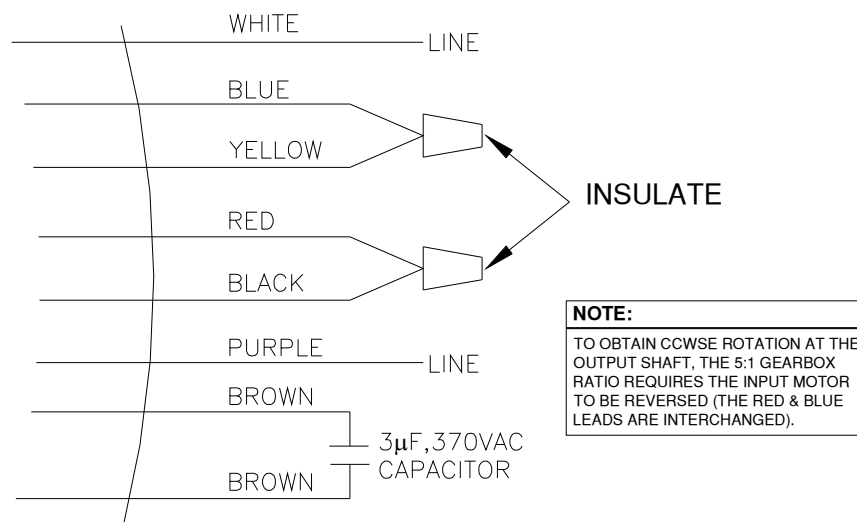 WHITE
LINE
BLUE
YELLOW
INSULATE
RED
BLACK
PURPLE
LINE
BROWN
3μF,370VAC
CAPACITOR
BROWN
NOTE:
TO OBTAIN CCWSE ROTATION AT THE
OUTPUT SHAFT, THE 5:1 GEARBOX
RATIO REQUIRES THE INPUT MOTOR
TO BE REVERSED (THE RED & BLUE
LEADS ARE INTERCHANGED).